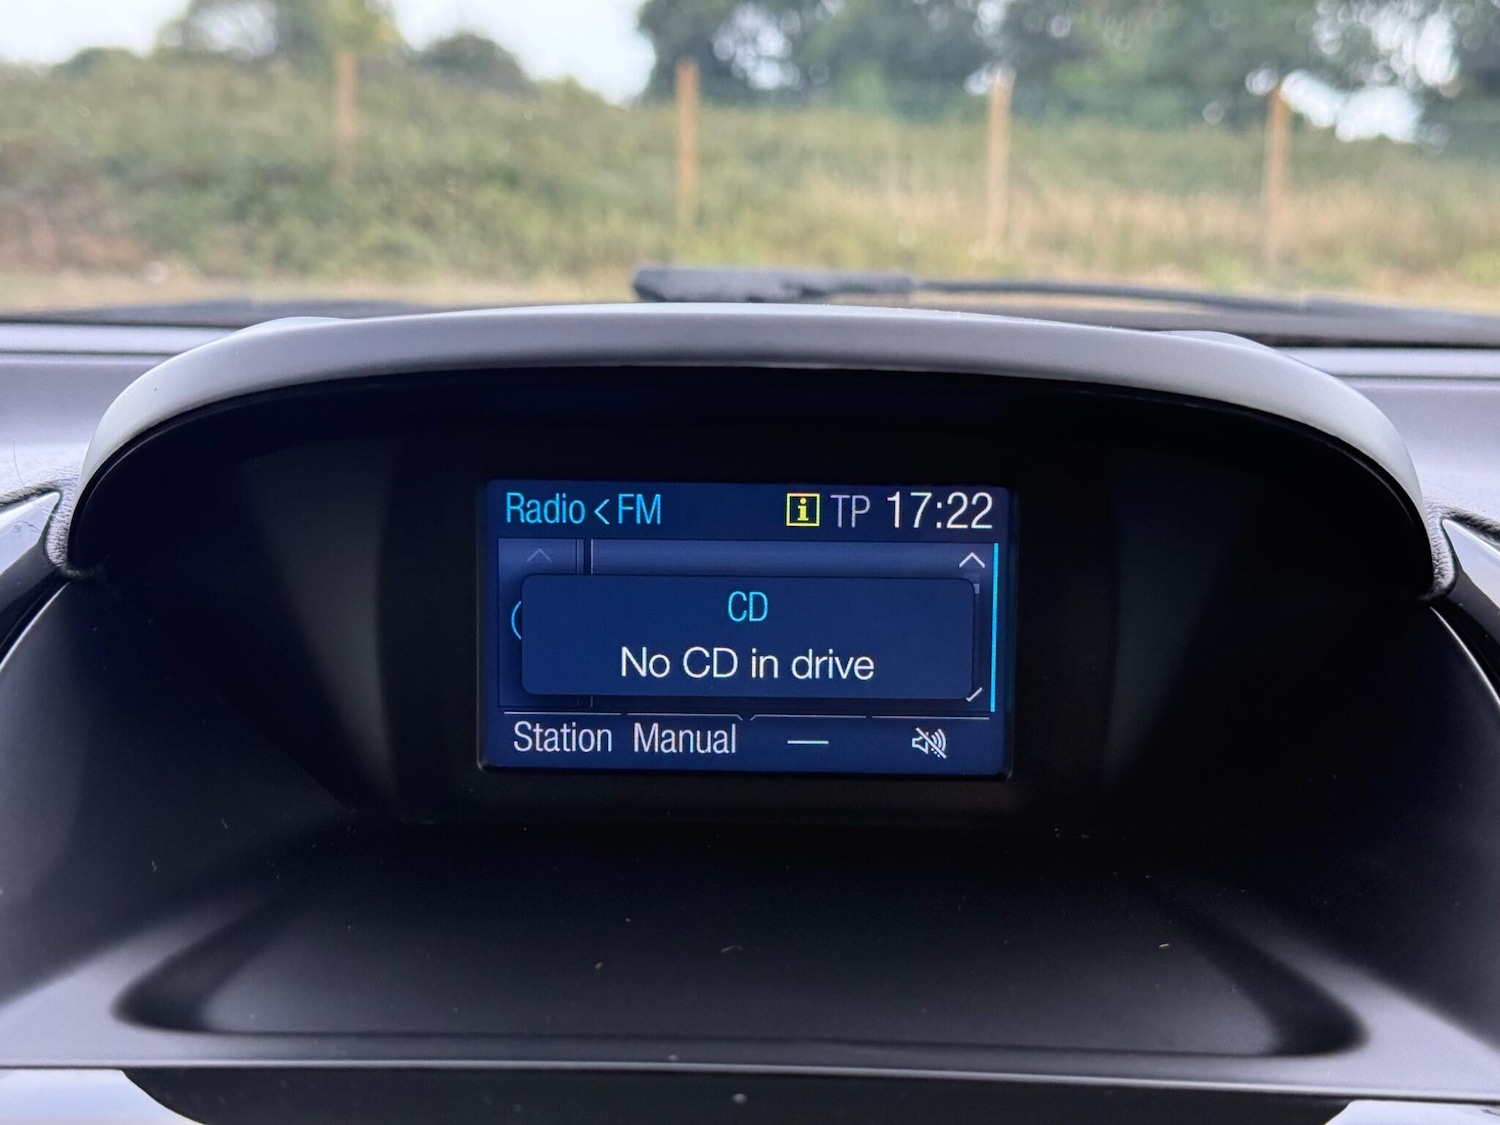 Radio < FM i TP 17:22
CD
No CD in drive
Station Manual —